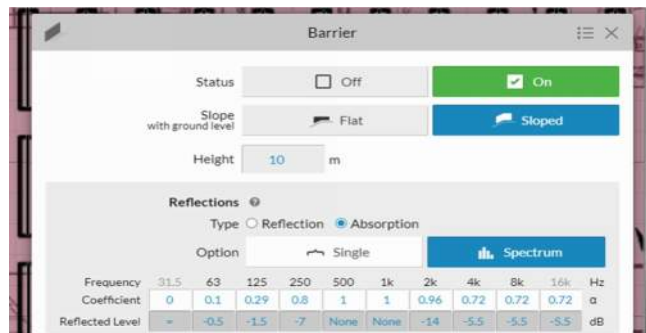 Barrier
Status Off On
Slope
with ground level Flat Sloped
Height 10 m
Reflections
Type Reflection Absorption
Option Single Spectrum
Frequency 31.5 63 125 250 500 1k 2k 4k 8k 16k Hz
Coefficient 0 0.1 0.29 0.8 1 1 0.96 0.72 0.72 0.72 α
Reflected Level = -0.5 -1.5 -7 None None -14 -5.5 -5.5 -5.5 dB